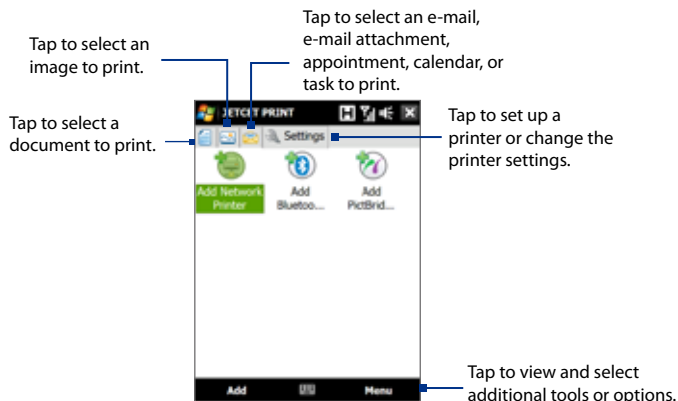 Tap to select an e-mail,
e-mail attachment,
appointment, calendar, or
task to print.
Tap to select an
image to print.
Tap to select a
document to print.
Tap to set up a
printer or change the
printer settings.
JETCET PRINT
Settings
Add Network
Printer
Add
Bluetoo...
Add
PictBrid...
Add
Menu
Tap to view and select
additional tools or options.